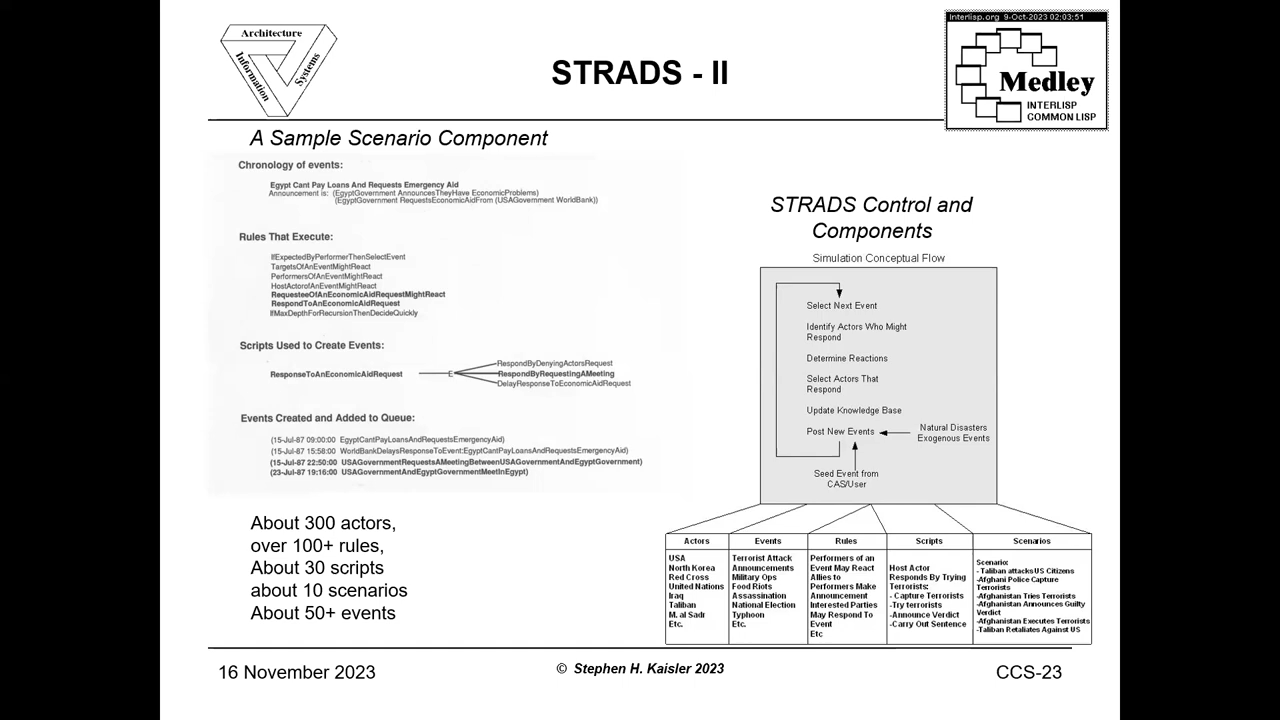 Architecture
Information
Systems
STRADS - II
Interlisp.org 9-Oct-2023 02:03:51
Medley
INTERLISP
COMMON LISP
A Sample Scenario Component
Chronology of events:
Egypt Cant Pay Loans And Requests Emergency Aid
Announcement is: (EgyptGovernment AnnouncesTheyHave EconomicProblems)
(EgyptGovernment RequestsEconomicAidFrom (USAGovernment WorldBank))
Rules That Execute:
IfExpectedByPerformerThenSelectEvent
TargetsOfAnEventMightReact
PerformersOfAnEventMightReact
HostActorofAnEventMightReact
RequesteeOfAnEconomicAidRequestMightReact
RespondToAnEconomicAidRequest
IfMaxDepthForRecursionThenDecideQuickly
Scripts Used to Create Events:
ResponseToAnEconomicAidRequest
E
RespondByDenyingActorsRequest
RespondByRequestingAMeeting
DelayResponseToEconomicAidRequest
Events Created and Added to Queue:
(15-Jul-87 09:00:00 EgyptCantPayLoansAndRequestsEmergencyAid)
(15-Jul-87 15:58:00 WorldBankDelaysResponseToEvent:EgyptCantPayLoansAndRequestsEmergencyAid)
(15-Jul-87 22:50:00 USAGovernmentRequestsAMeetingBetweenUSAGovernmentAndEgyptGovernment)
(23-Jul-87 19:16:00 USAGovernmentAndEgyptGovernmentMeetInEgypt)
About 300 actors,
over 100+ rules,
About 30 scripts
about 10 scenarios
About 50+ events
STRADS Control and
Components
Simulation Conceptual Flow
Select Next Event
Identify Actors Who Might
Respond
Determine Reactions
Select Actors That
Respond
Update Knowledge Base
Post New Events
Natural Disasters
Exogenous Events
Seed Event from
CAS/User
Actors
USA
North Korea
Red Cross
United Nations
Iraq
Taliban
M. al Sadr
Etc.
Events
Terrorist Attack
Announcements
Military Ops
Food Riots
Assassination
National Election
Typhoon
Etc.
Rules
Performers of an
Event May React
Allies to
Performers Make
Announcement
Interested Parties
May Respond To
Event
Etc
Scripts
Host Actor
Responds By Trying
Terrorists:
- Capture Terrorists
-Try terrorists
-Announce Verdict
-Carry Out Sentence
Scenarios
Scenario:
- Taliban attacks US Citizens
-Afghani Police Capture
Terrorists
-Afghanistan Tries Terrorists
-Afghanistan Announces Guilty
Verdict
-Afghanistan Executes Terrorists
-Taliban Retaliates Against US
16 November 2023
© Stephen H. Kaisler 2023
CCS-23